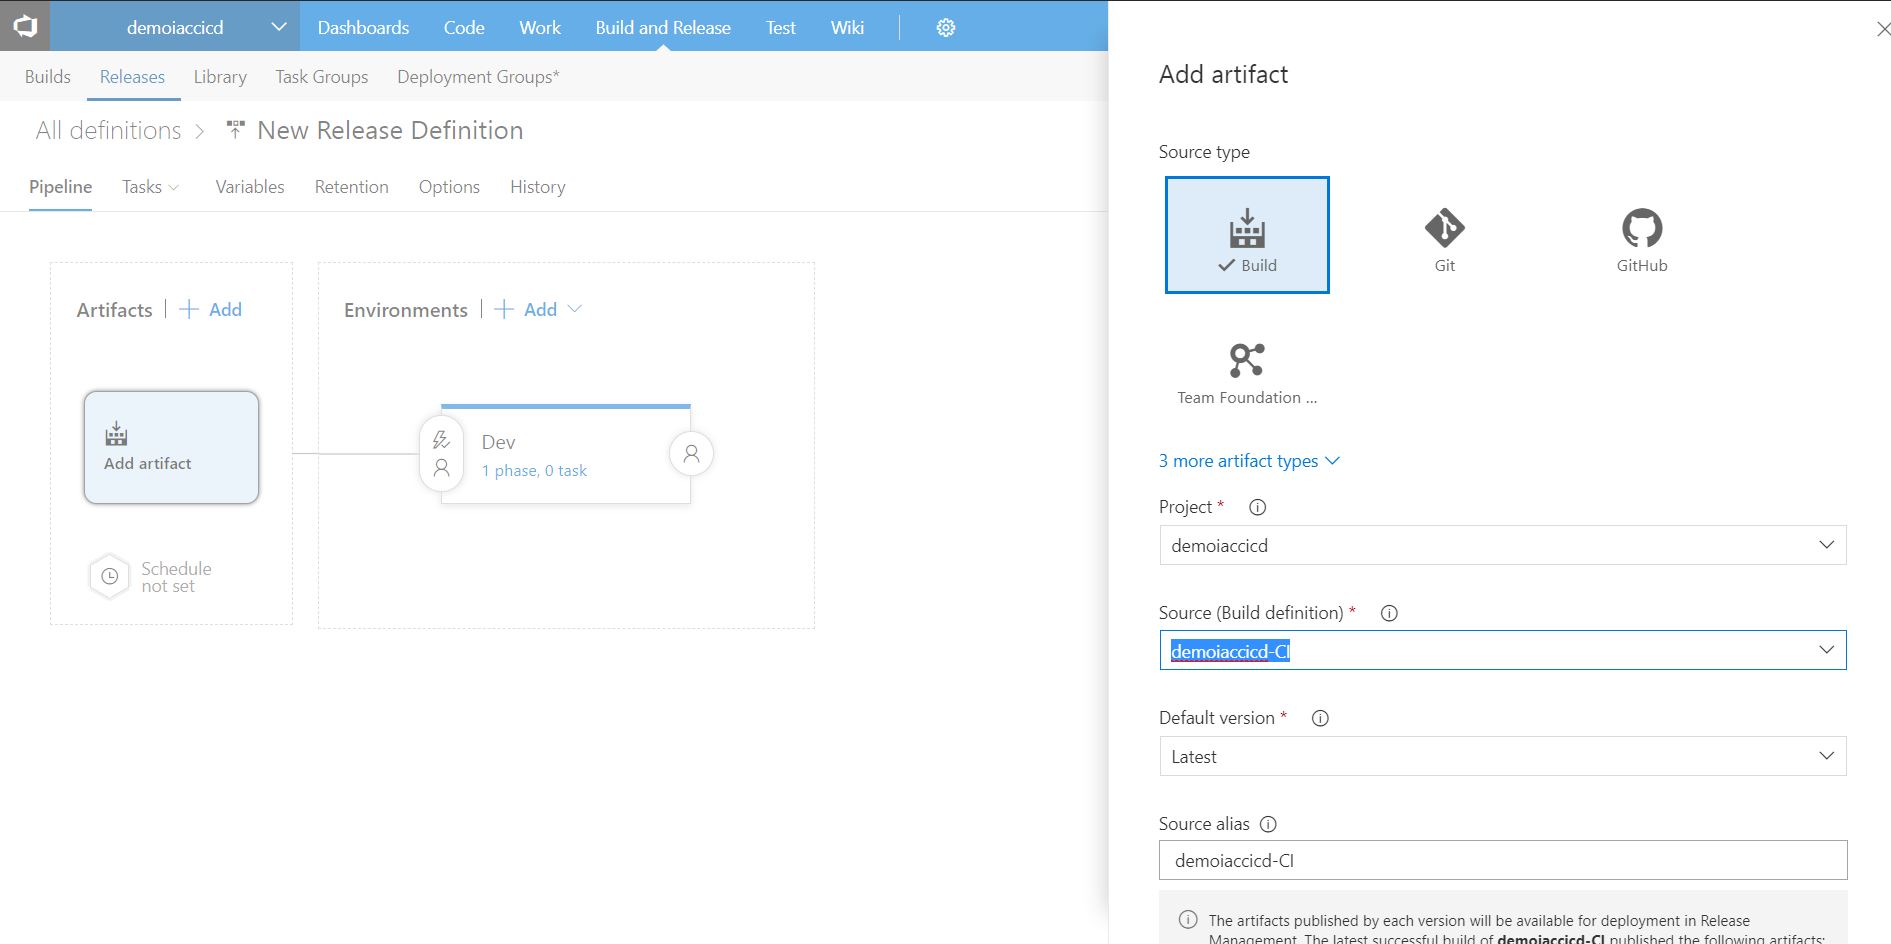 demoiaccicd Dashboards Code Work Build and Release Test Wiki
Builds Releases Library Task Groups Deployment Groups*
All definitions > New Release Definition
Pipeline Tasks Variables Retention Options History
Artifacts | + Add
Environments | + Add
Add artifact
Dev
1 phase, 0 task
Schedule
not set
Add artifact
Source type
Build
Git
GitHub
Team Foundation ...
3 more artifact types
Project *
demoiaccicd
Source (Build definition) *
demoiaccicd-CI
Default version *
Latest
Source alias
demoiaccicd-CI
The artifacts published by each version will be available for deployment in Release
Management. The latest successful build of demoiaccicd-CI published the following artifacts: